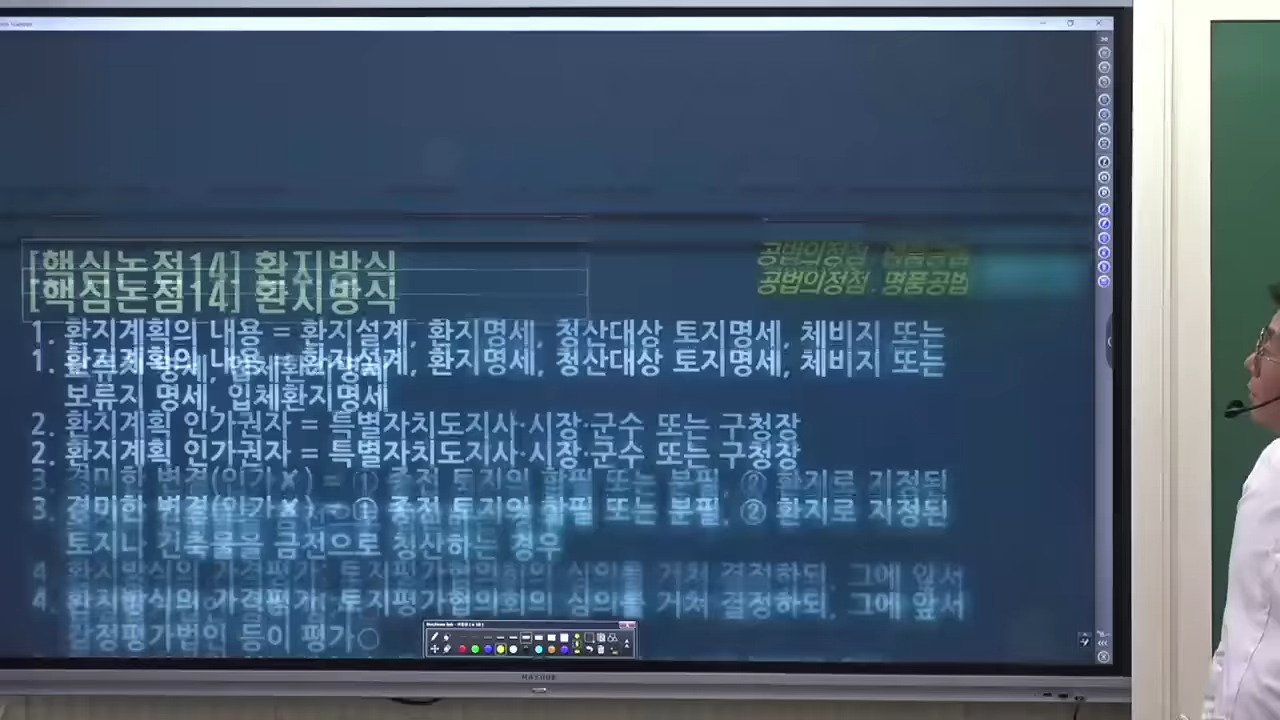 [핵심논점14] 환지방식
공법의정점. 명품공법
1. 환지계획의 내용 = 환지설계, 환지명세, 청산대상 토지명세, 체비지 또는
보류지 명세, 입체환지명세
2. 환지계획 인가권자 = 특별자치도지사·시장·군수 또는 구청장
3. 경미한 변경(인가✗) = ① 종전 토지의 합필 또는 분필, ② 환지로 지정된
토지나 건축물을 금전으로 청산하는 경우
4. 환지방식의 가격평가, 토지평가협의회의 심의를 거쳐 결정하되, 그에 앞서
감정평가법인 등이 평가○
MAXHUB